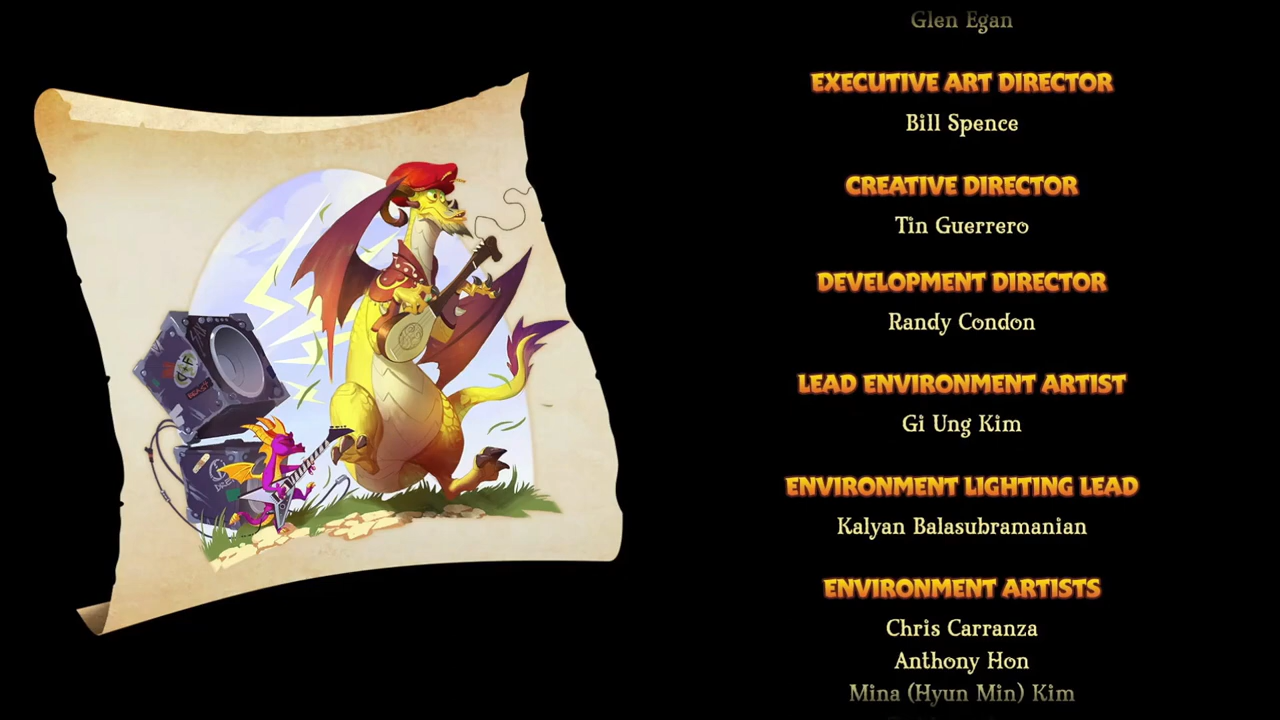 Glen Egan
EXECUTIVE ART DIRECTOR
Bill Spence
CREATIVE DIRECTOR
Tin Guerrero
DEVELOPMENT DIRECTOR
Randy Condon
LEAD ENVIRONMENT ARTIST
Gi Ung Kim
ENVIRONMENT LIGHTING LEAD
Kalyan Balasubramanian
ENVIRONMENT ARTISTS
Chris Carranza
Anthony Hon
Mina (Hyun Min) Kim